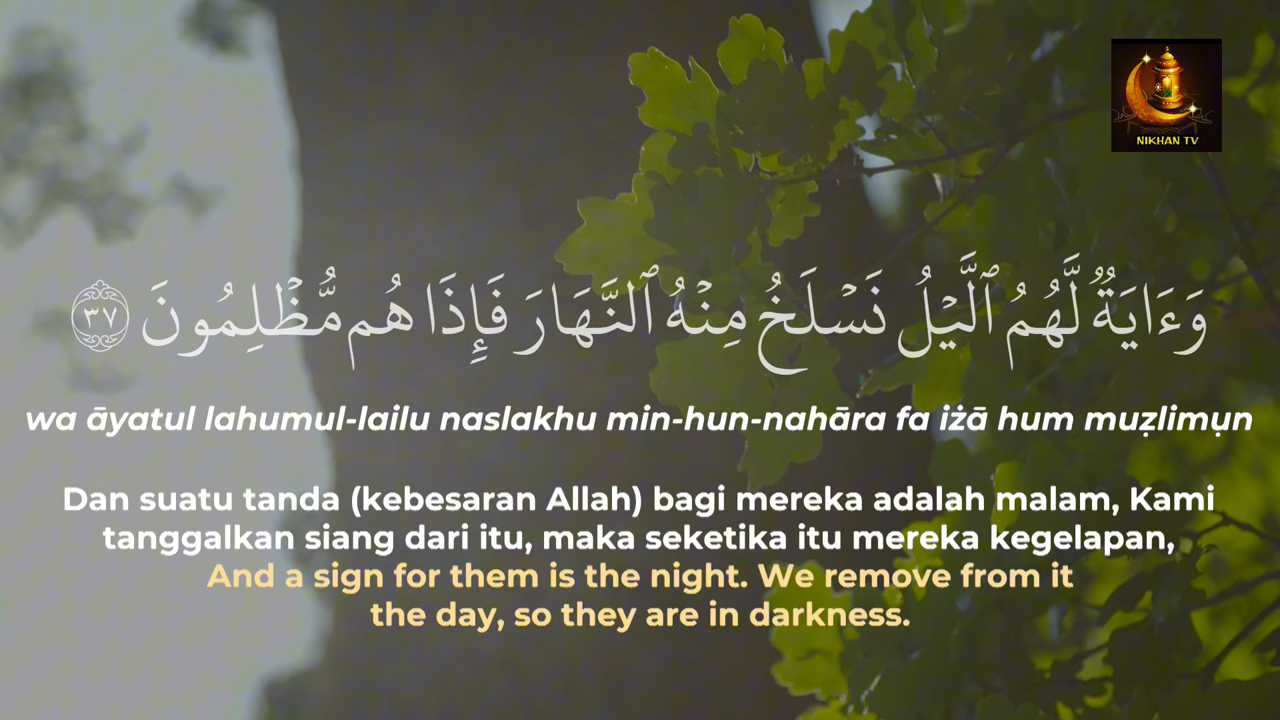 NIKHAN TV
وَءَايَةٌ لَّهُمُ ٱلَّيۡلُ نَسۡلَخُ مِنۡهُ ٱلنَّهَارَ فَإِذَا هُم مُّظۡلِمُونَ ٣٧
wa āyatul lahumul-lailu naslakhu min-hun-nahāra fa iżā hum muẓlimụn
Dan suatu tanda (kebesaran Allah) bagi mereka adalah malam, Kami
tanggalkan siang dari itu, maka seketika itu mereka kegelapan,
And a sign for them is the night. We remove from it
the day, so they are in darkness.